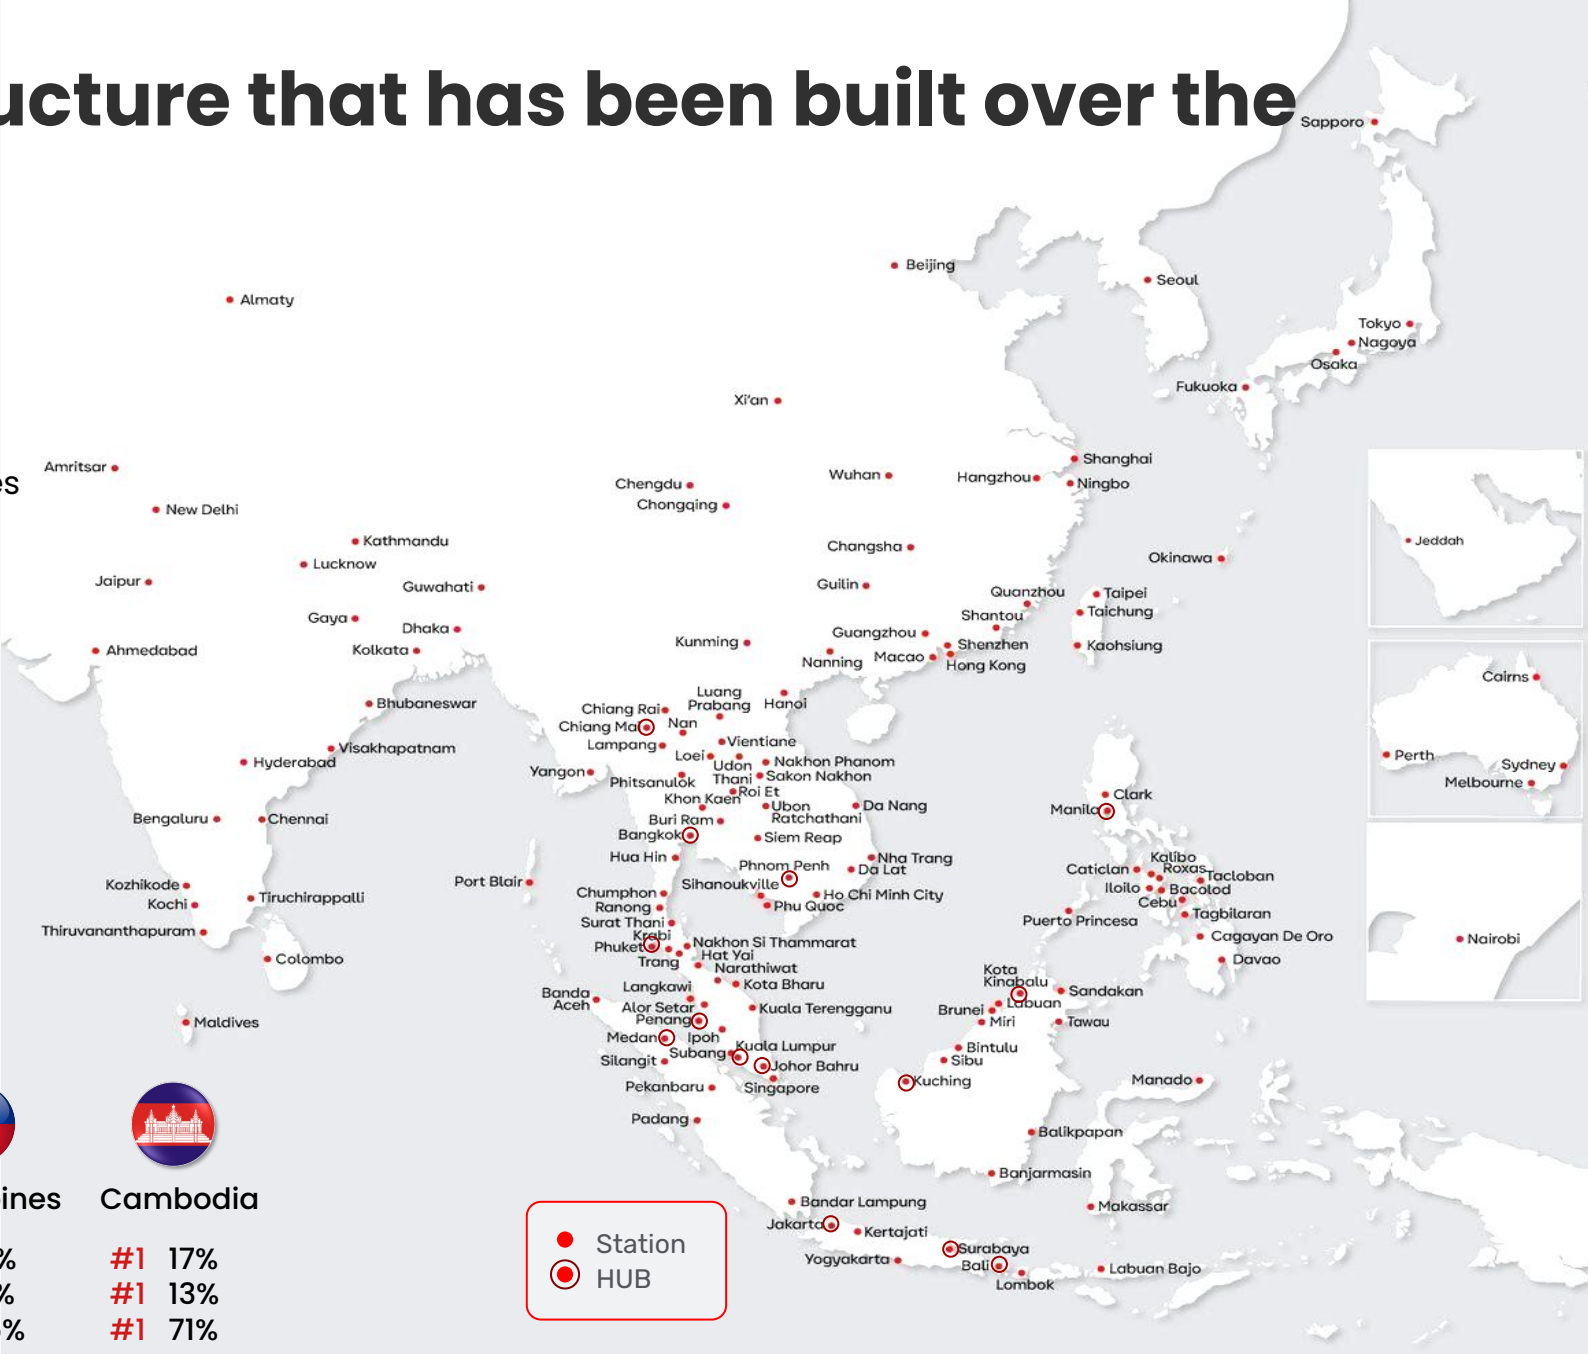 ucture that has been built over the
Sapporo
Beijing
Seoul
Almaty
Tokyo
Nagoya
Osaka
Fukuoka
Xi'an
Shanghai
Amritsar
Wuhan
Hangzhou
es
Chengdu
Ningbo
Chongqing
New Delhi
Kathmandu
Changsha
Jeddah
Okinawa
Lucknow
Jaipur
Guwahati
Guilin
Quanzhou
Taipei
Taichung
Gaya
Shantou
Dhaka
Guangzhou
Kunming
Shenzhen
Kaohsiung
Ahmedabad
Kolkata
Nanning
Macao
Hong Kong
Cairns
Luang
Prabang
Hanoi
Bhubaneswar
Chiang Rai
Nan
Chiang Mai
Lampang
Vientiane
Visakhapatnam
Loei
Perth
Hyderabad
Udon
Thani
Nakhon Phanom
Sydney
Yangon
Phitsanulok
Sakon Nakhon
Melbourne
Roi Et
Clark
Khon Kaen
Ubon
Ratchathani
Da Nang
Manila
Bengaluru
Chennai
Buri Ram
Bangkok
Siem Reap
Hua Hin
Nha Trang
Kalibo
Phnom Penh
Da Lat
Caticlan
Roxas
Tacloban
Port Blair
Kozhikode
Sihanoukville
Iloilo
Bacolod
Chumphon
Ho Chi Minh City
Tiruchirappalli
Cebu
Kochi
Ranong
Phu Quoc
Tagbilaran
Puerto Princesa
Surat Thani
Thiruvananthapuram
Krabi
Cagayan De Oro
Nairobi
Phuket
Nakhon Si Thammarat
Hat Yai
Colombo
Trang
Davao
Narathiwat
Kota
Kinabalu
Kota Bharu
Langkawi
Sandakan
Banda
Aceh
Alor Setar
Labuan
Kuala Terengganu
Brunei
Maldives
Penang
Miri
Tawau
Medan
Ipoh
Kuala Lumpur
Bintulu
Subang
Silangit
Sibu
Johor Bahru
Kuching
Manado
Pekanbaru
Singapore
Padang
Balikpapan
Banjarmasin
ines
Cambodia
Bandar Lampung
Makassar
Jakarta
Kertajati
Station
Surabaya
%
#1 17%
Yogyakarta
Bali
Labuan Bajo
HUB
Lombok
%
#1 13%
%
#1 71%